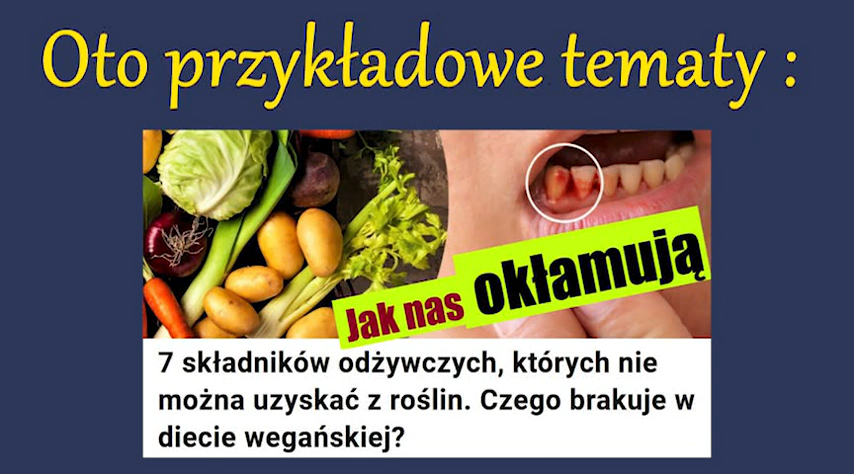 Oto przykładowe tematy :
Jak nas okłamują
7 składników odżywczych, których nie
można uzyskać z roślin. Czego brakuje w
diecie wegańskiej?